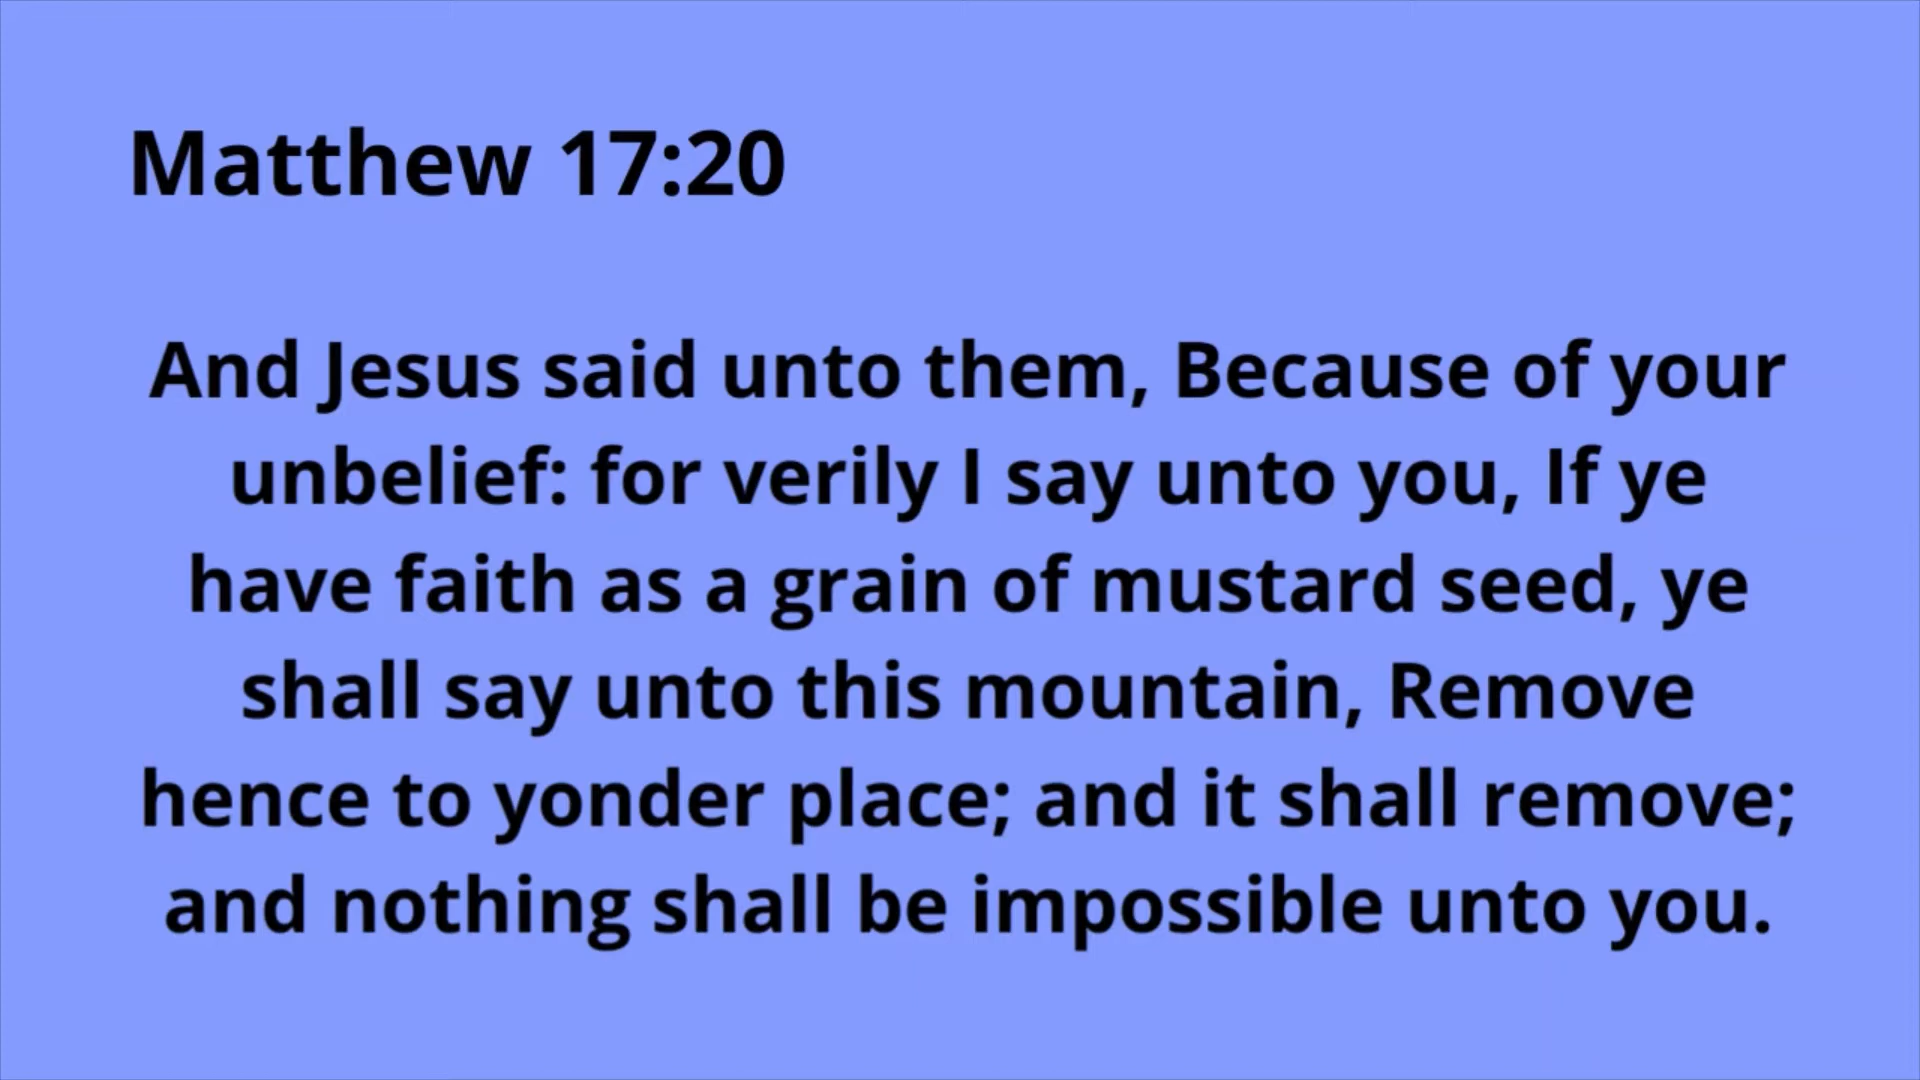 Matthew 17:20
And Jesus said unto them, Because of your
unbelief: for verily I say unto you, If ye
have faith as a grain of mustard seed, ye
shall say unto this mountain, Remove
hence to yonder place; and it shall remove;
and nothing shall be impossible unto you.